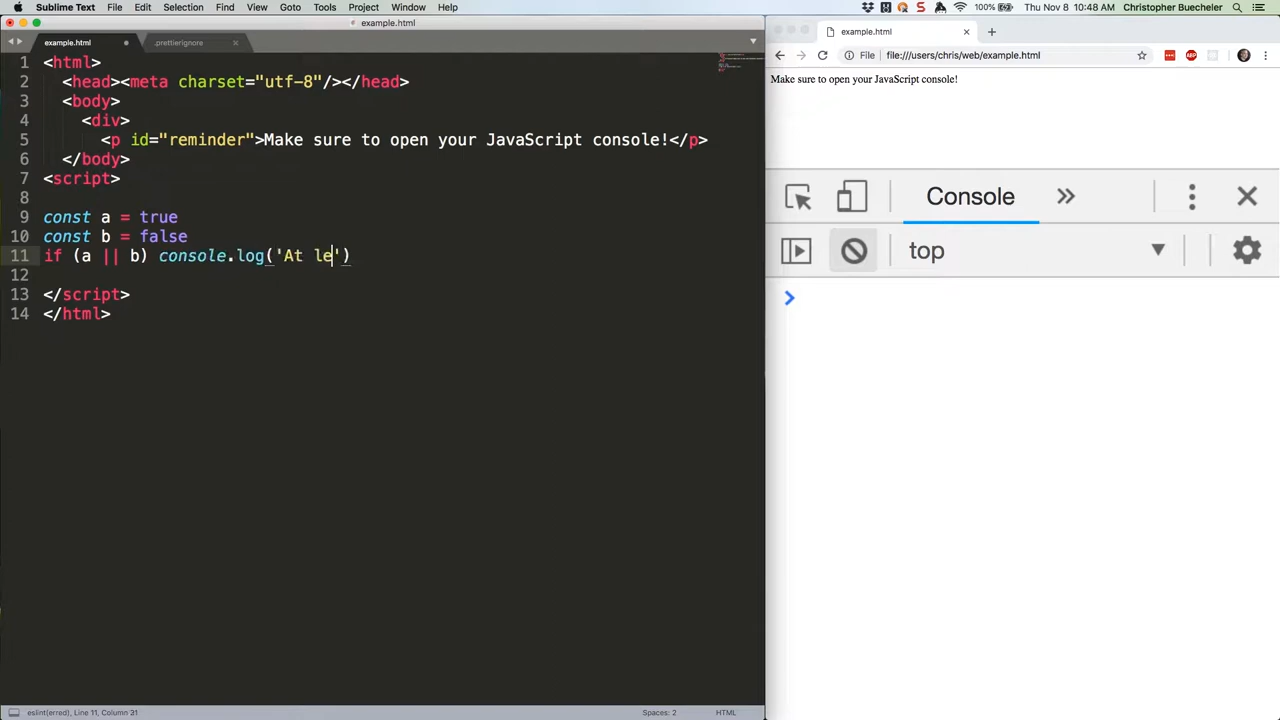 Sublime Text File Edit Selection Find View Goto Tools Project Window Help 100% Thu Nov 8 10:48 AM Christopher Buecheler
example.html
example.html .prettierignore
1 <html>
2 <head><meta charset="utf-8"/></head>
3 <body>
4 <div>
5 <p id="reminder">Make sure to open your JavaScript console!</p>
6 </body>
7 <script>
8
9 const a = true
10 const b = false
11 if (a || b) console.log('At le')
12
13 </script>
14 </html>
eslint(erred), Line 11, Column 31 Spaces: 2 HTML
example.html
File file:///users/chris/web/example.html
Make sure to open your JavaScript console!
Console
top